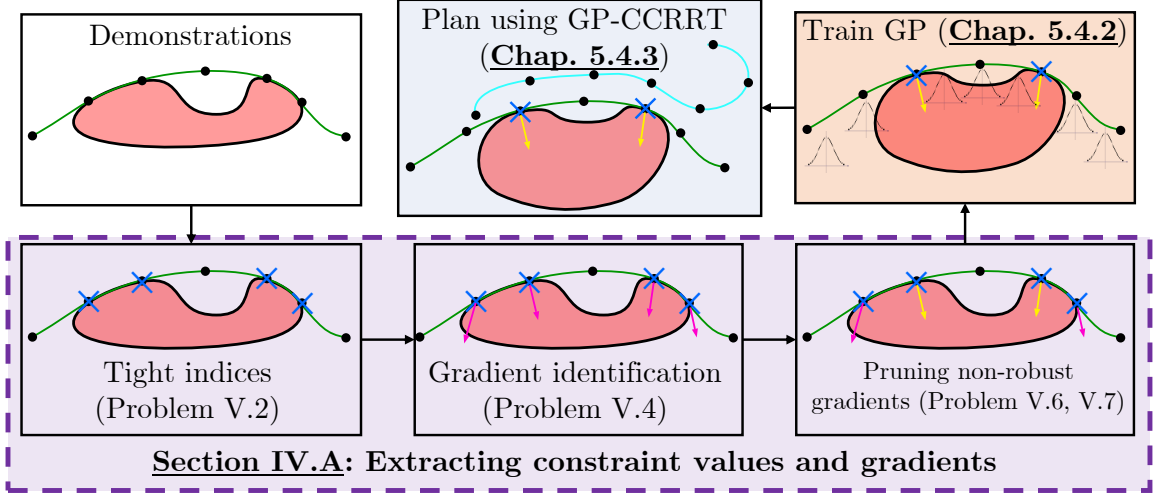 Demonstrations
Plan using GP-CCRRT
(Chap. 5.4.3)
Train GP (Chap. 5.4.2)
Tight indices
(Problem V.2)
Gradient identification
(Problem V.4)
Pruning non-robust
gradients (Problem V.6, V.7)
Section IV.A: Extracting constraint values and gradients